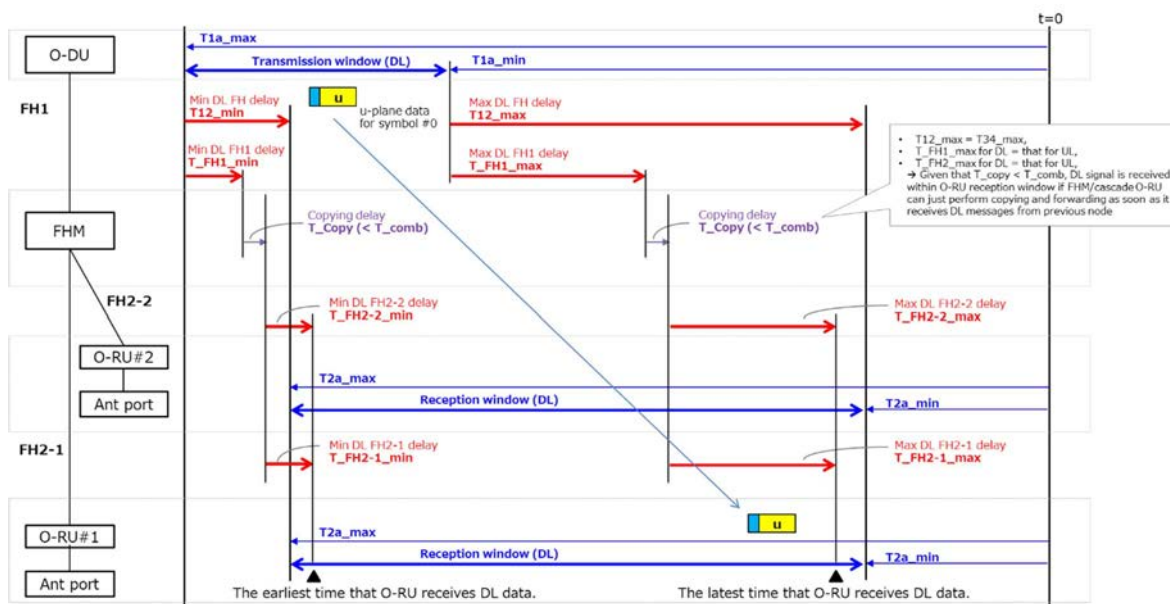 t=0
O-DU
T1a_max
Transmission window (DL)
T1a_min
FH1
Min DL FH delay
T12_min
u
u-plane data
for symbol #0
Max DL FH delay
T12_max
Min DL FH1 delay
T_FH1_min
Max DL FH1 delay
T_FH1_max
• T12_max = T34_max,
• T_FH1_max for DL = that for UL,
• T_FH2_max for DL = that for UL,
→ Given that T_copy < T_comb, DL signal is received
within O-RU reception window if FHM/cascade O-RU
can just perform copying and forwarding as soon as it
receives DL messages from previous node
FHM
Copying delay
T_Copy (< T_comb)
Copying delay
T_Copy (< T_comb)
FH2-2
Min DL FH2-2 delay
T_FH2-2_min
Max DL FH2-2 delay
T_FH2-2_max
O-RU#2
Ant port
T2a_max
Reception window (DL)
T2a_min
FH2-1
Min DL FH2-1 delay
T_FH2-1_min
Max DL FH2-1 delay
T_FH2-1_max
u
O-RU#1
Ant port
T2a_max
Reception window (DL)
T2a_min
The earliest time that O-RU receives DL data.
The latest time that O-RU receives DL data.